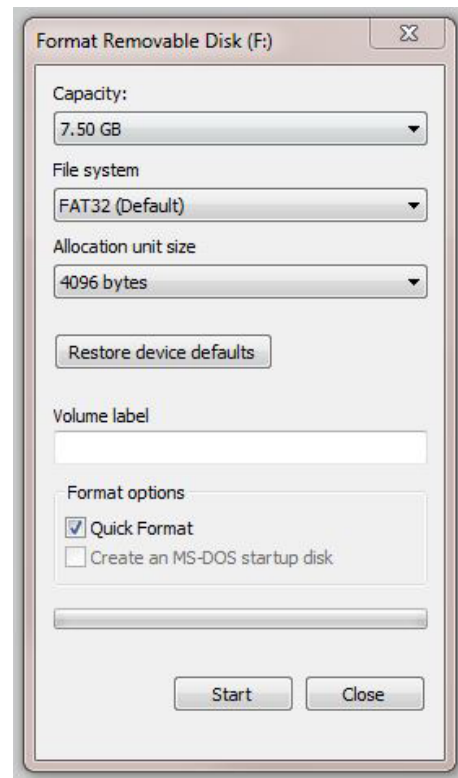 Format Removable Disk (F:)
Capacity:
7.50 GB
File system
FAT32 (Default)
Allocation unit size
4096 bytes
Restore device defaults
Volume label
Format options
Quick Format
Create an MS-DOS startup disk
Start Close